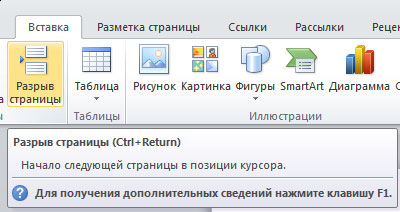 Вставка Разметка страницы Ссылки Рассылки Рецен
Разрыв страницы
Таблица
Рисунок Картинка Фигуры SmartArt Диаграмма
Таблицы Иллюстрации
Разрыв страницы (Ctrl+Return)
Начало следующей страницы в позиции курсора.
Для получения дополнительных сведений нажмите клавишу F1.